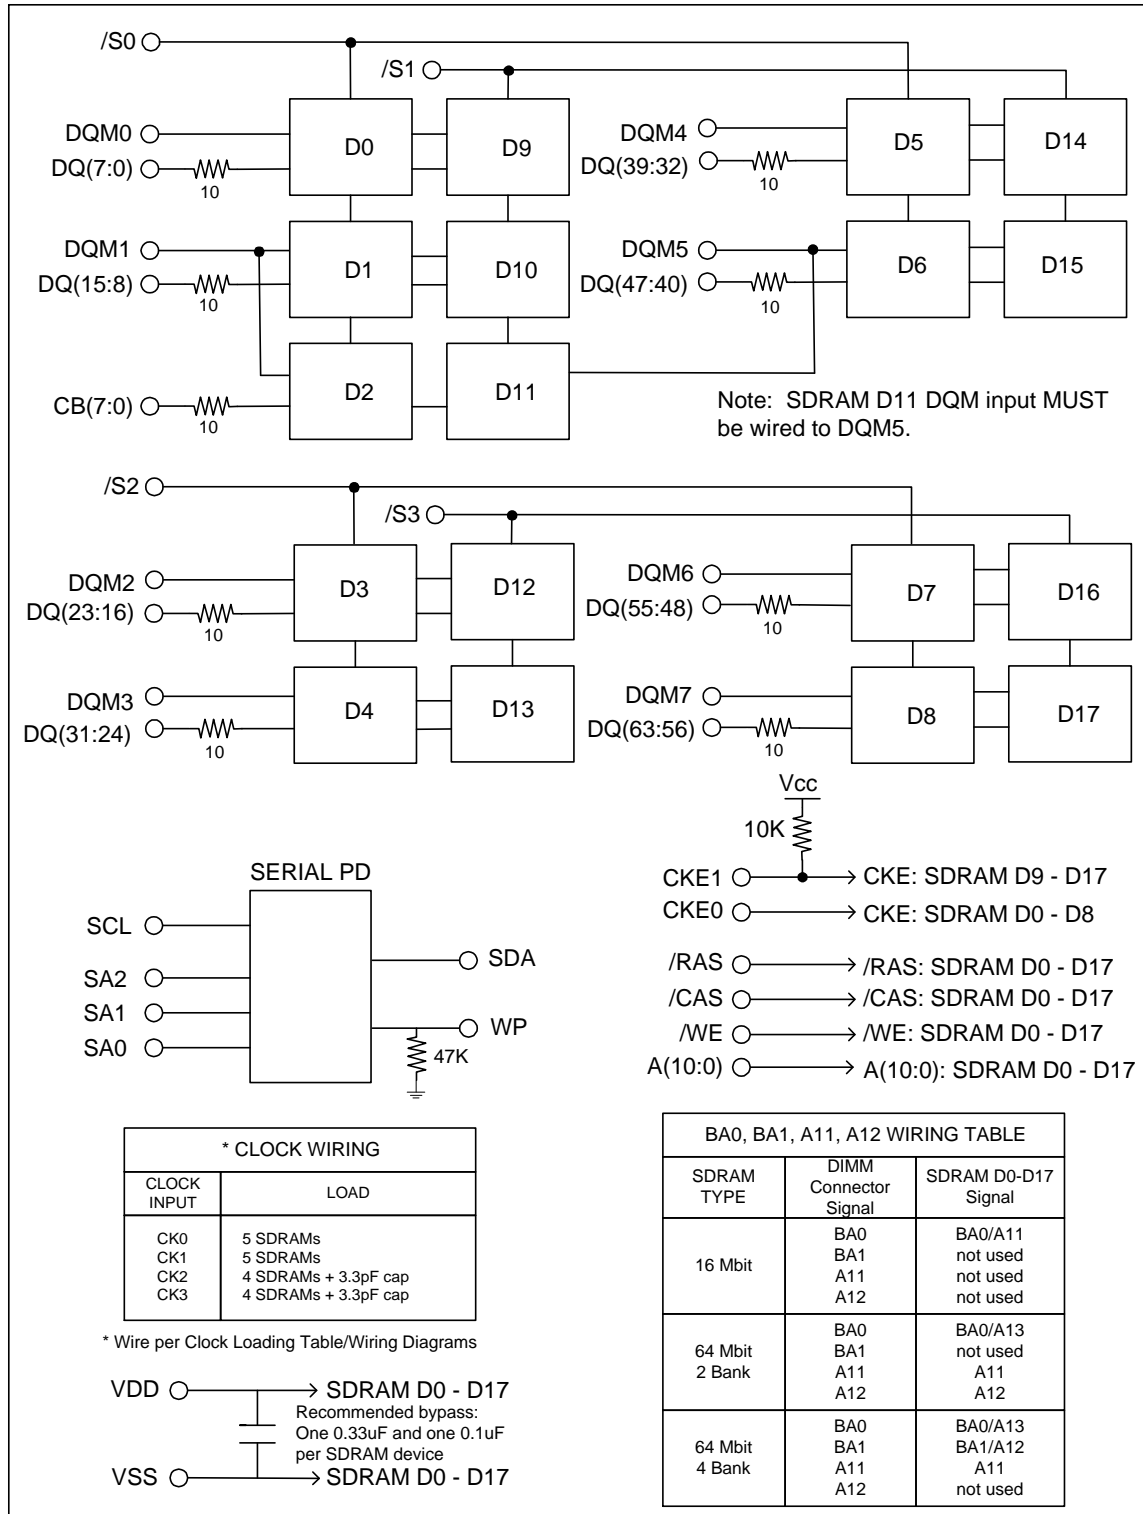 /S0
/S1
DQM0
D0
D9
DQM4
D5
D14
DQ(7:0)
10
DQ(39:32)
10
DQM1
D1
D10
DQM5
D6
D15
DQ(15:8)
10
DQ(47:40)
10
D2
D11
CB(7:0)
10
Note: SDRAM D11 DQM input MUST
be wired to DQM5.
/S2
/S3
DQM2
D3
D12
DQM6
D7
D16
DQ(23:16)
10
DQ(55:48)
10
DQM3
D4
D13
DQM7
D8
D17
DQ(31:24)
10
DQ(63:56)
10
Vcc
10K
CKE1
CKE: SDRAM D9 - D17
CKE0
CKE: SDRAM D0 - D8
/RAS
/RAS: SDRAM D0 - D17
/CAS
/CAS: SDRAM D0 - D17
/WE
/WE: SDRAM D0 - D17
A(10:0)
A(10:0): SDRAM D0 - D17
SERIAL PD
SCL
SA2
SA1
SA0
SDA
WP
47K
* CLOCK WIRING
CLOCK
INPUT
LOAD
CK0 5 SDRAMs
CK1 5 SDRAMs
CK2 4 SDRAMs + 3.3pF cap
CK3 4 SDRAMs + 3.3pF cap
* Wire per Clock Loading Table/Wiring Diagrams
VDD
SDRAM D0 - D17
Recommended bypass:
One 0.33uF and one 0.1uF
per SDRAM device
VSS
SDRAM D0 - D17
BA0, BA1, A11, A12 WIRING TABLE
SDRAM
TYPE
DIMM
Connector
Signal
SDRAM D0-D17
Signal
16 Mbit
BA0 BA0/A11
BA1 not used
A11 not used
A12 not used
64 Mbit
2 Bank
BA0 BA0/A13
BA1 not used
A11 A11
A12 A12
64 Mbit
4 Bank
BA0 BA0/A13
BA1 BA1/A12
A11 A11
A12 not used